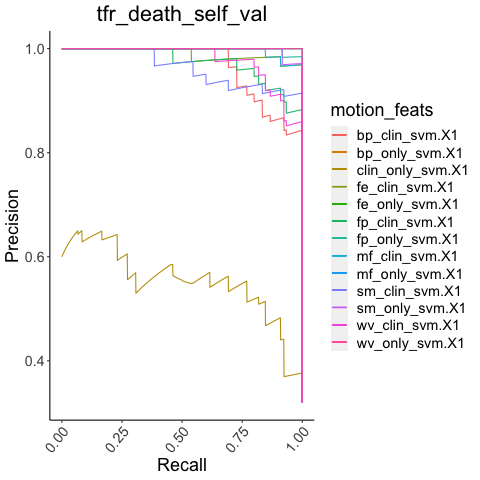 tfr_death_self_val
1.0
0.8
0.6
0.4
Precision
0.00
0.25
0.50
0.75
1.00
Recall
motion_feats
bp_clin_svm.X1
bp_only_svm.X1
clin_only_svm.X1
fe_clin_svm.X1
fe_only_svm.X1
fp_clin_svm.X1
fp_only_svm.X1
mf_clin_svm.X1
mf_only_svm.X1
sm_clin_svm.X1
sm_only_svm.X1
wv_clin_svm.X1
wv_only_svm.X1